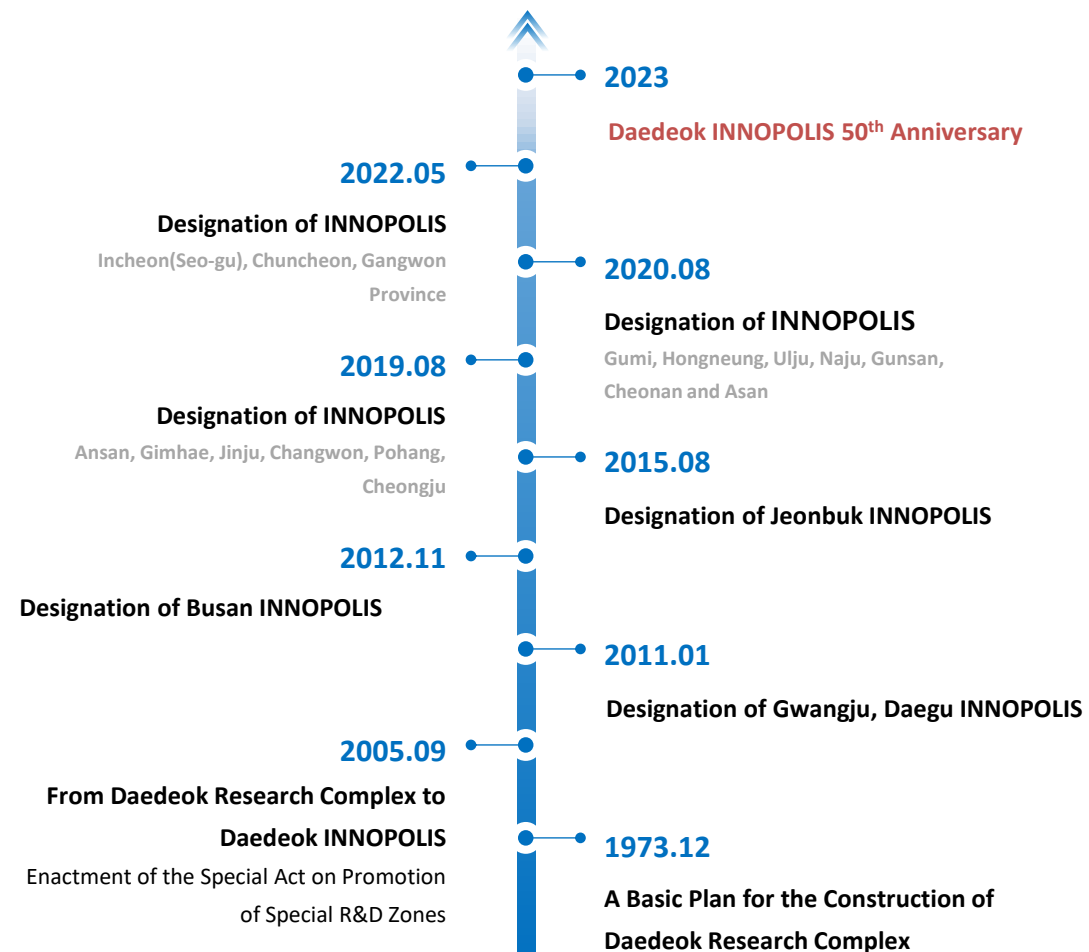 2023
Daedeok INNOPOLIS 50th Anniversary
2022.05
Designation of INNOPOLIS
Incheon(Seo-gu), Chuncheon, Gangwon
Province
2020.08
Designation of INNOPOLIS
Gumi, Hongneung, Ulju, Naju, Gunsan,
Cheonan and Asan
2019.08
Designation of INNOPOLIS
Ansan, Gimhae, Jinju, Changwon, Pohang,
Cheongju
2015.08
Designation of Jeonbuk INNOPOLIS
2012.11
Designation of Busan INNOPOLIS
2011.01
Designation of Gwangju, Daegu INNOPOLIS
2005.09
From Daedeok Research Complex to
Daedeok INNOPOLIS
Enactment of the Special Act on Promotion
of Special R&D Zones
1973.12
A Basic Plan for the Construction of
Daedeok Research Complex